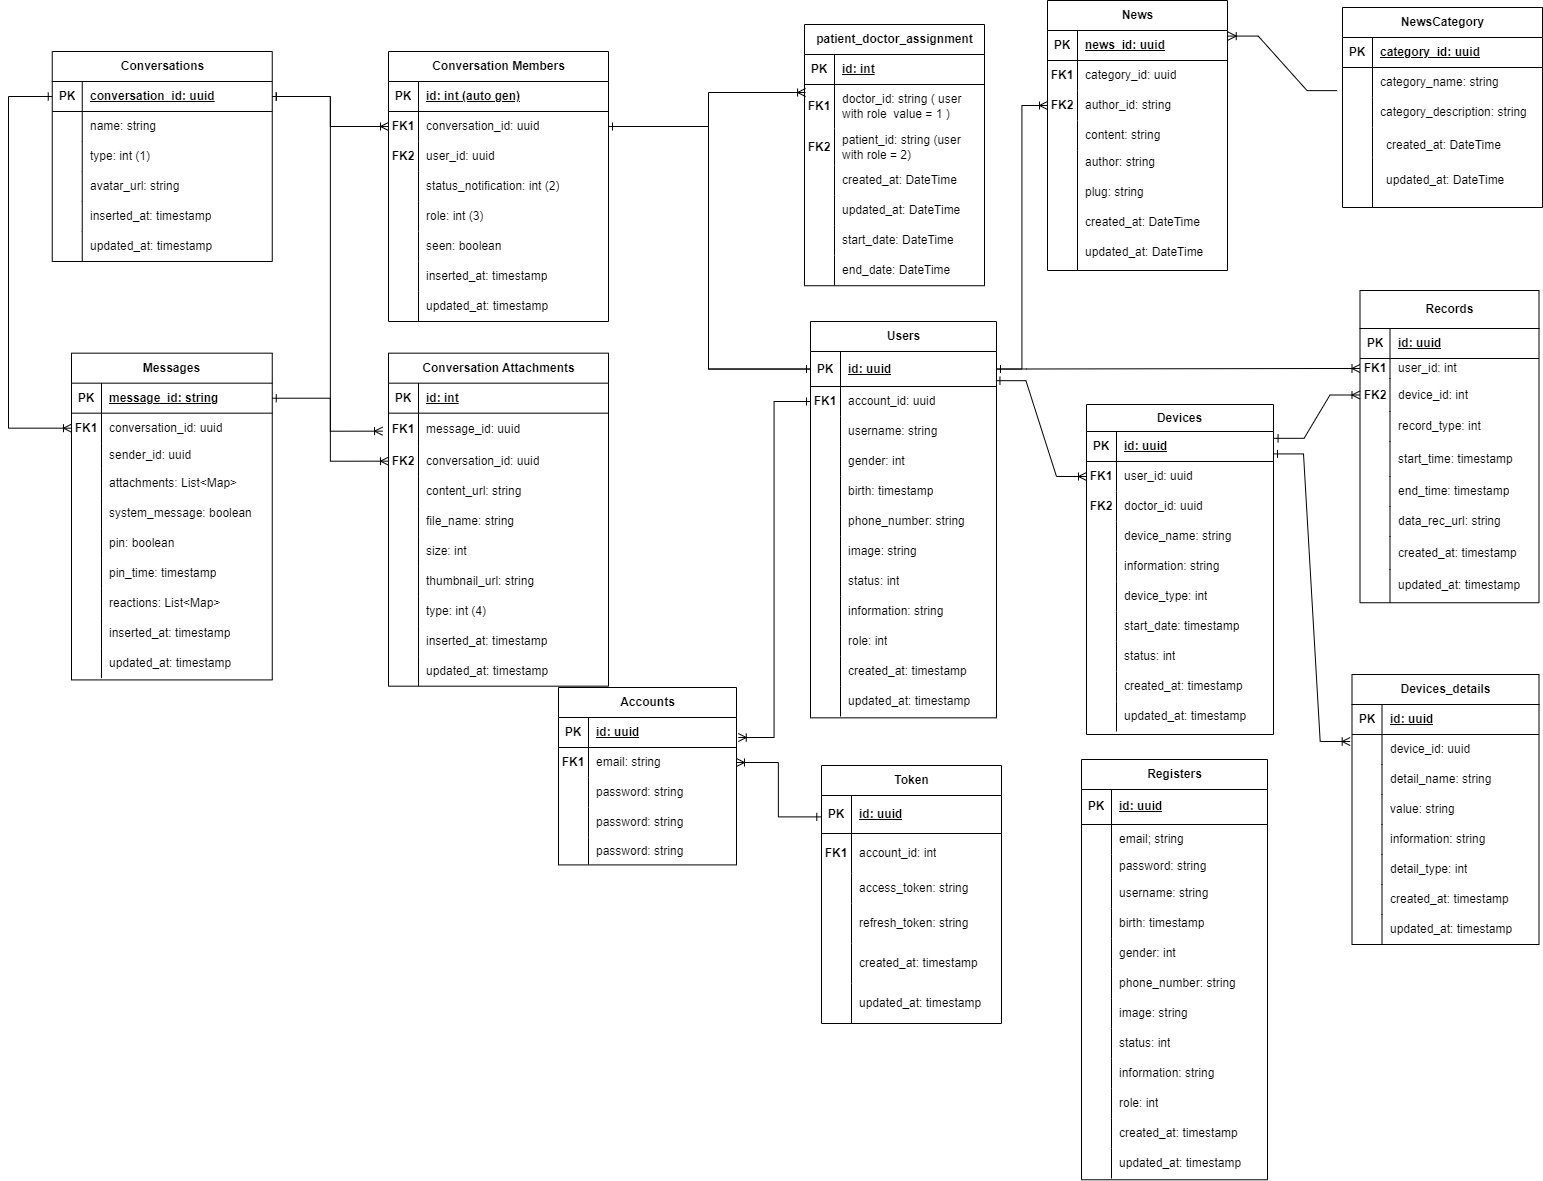 Conversations
PK
conversation_id: uuid
name: string
type: int (1)
avatar_url: string
inserted_at: timestamp
updated_at: timestamp
Conversation Members
PK
id: int (auto gen)
FK1
conversation_id: uuid
FK2
user_id: uuid
status_notification: int (2)
role: int (3)
seen: boolean
inserted_at: timestamp
updated_at: timestamp
patient_doctor_assignment
PK
id: int
FK1
doctor_id: string ( user
with role  value = 1 )
FK2
patient_id: string (user
with role = 2)
created_at: DateTime
updated_at: DateTime
start_date: DateTime
end_date: DateTime
News
PK
news_id: uuid
FK1
category_id: uuid
FK2
author_id: string
content: string
author: string
plug: string
created_at: DateTime
updated_at: DateTime
NewsCategory
PK
category_id: uuid
category_name: string
category_description: string
created_at: DateTime
updated_at: DateTime
Messages
PK
message_id: string
FK1
conversation_id: uuid
sender_id: uuid
attachments: List<Map>
system_message: boolean
pin: boolean
pin_time: timestamp
reactions: List<Map>
inserted_at: timestamp
updated_at: timestamp
Conversation Attachments
PK
id: int
FK1
message_id: uuid
FK2
conversation_id: uuid
content_url: string
file_name: string
size: int
thumbnail_url: string
type: int (4)
inserted_at: timestamp
updated_at: timestamp
Users
PK
id: uuid
FK1
account_id: uuid
username: string
gender: int
birth: timestamp
phone_number: string
image: string
status: int
information: string
role: int
created_at: timestamp
updated_at: timestamp
Devices
PK
id: uuid
FK1
user_id: uuid
FK2
doctor_id: uuid
device_name: string
information: string
device_type: int
start_date: timestamp
status: int
created_at: timestamp
updated_at: timestamp
Records
PK
id: uuid
FK1
user_id: int
FK2
device_id: int
record_type: int
start_time: timestamp
end_time: timestamp
data_rec_url: string
created_at: timestamp
updated_at: timestamp
Accounts
PK
id: uuid
FK1
email: string
password: string
password: string
password: string
Token
PK
id: uuid
FK1
account_id: int
access_token: string
refresh_token: string
created_at: timestamp
updated_at: timestamp
Registers
PK
id: uuid
email; string
password: string
username: string
birth: timestamp
gender: int
phone_number: string
image: string
status: int
information: string
role: int
created_at: timestamp
updated_at: timestamp
Devices_details
PK
id: uuid
device_id: uuid
detail_name: string
value: string
information: string
detail_type: int
created_at: timestamp
updated_at: timestamp